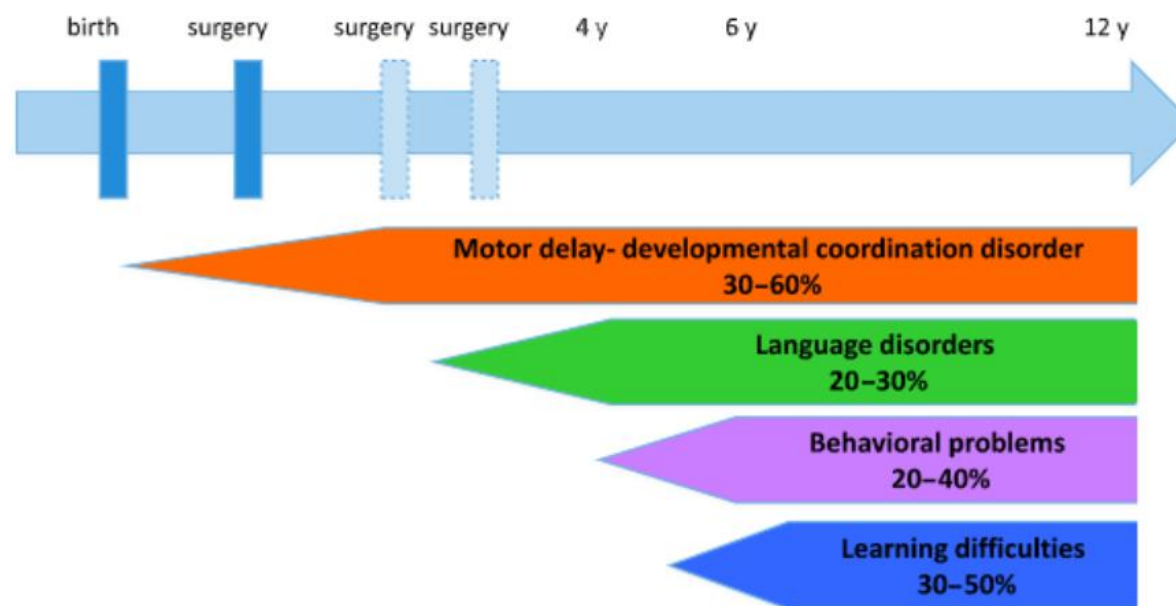 birth surgery surgery surgery 4 y 6 y 12 y
Motor delay- developmental coordination disorder
30–60%
Language disorders
20–30%
Behavioral problems
20–40%
Learning difficulties
30–50%